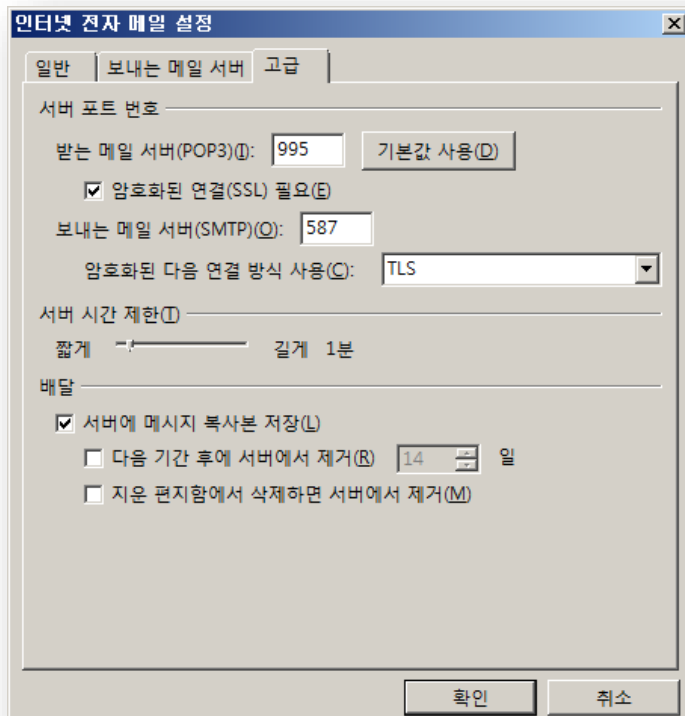 인터넷 전자 메일 설정
일반 보내는 메일 서버 고급
서버 포트 번호
받는 메일 서버(POP3)(I): 995 기본값 사용(D)
암호화된 연결(SSL) 필요(E)
보내는 메일 서버(SMTP)(O): 587
암호화된 다음 연결 방식 사용(C): TLS
서버 시간 제한(T)
짧게 길게 1분
배달
서버에 메시지 복사본 저장(L)
다음 기간 후에 서버에서 제거(R) 14 일
지운 편지함에서 삭제하면 서버에서 제거(M)
확인 취소